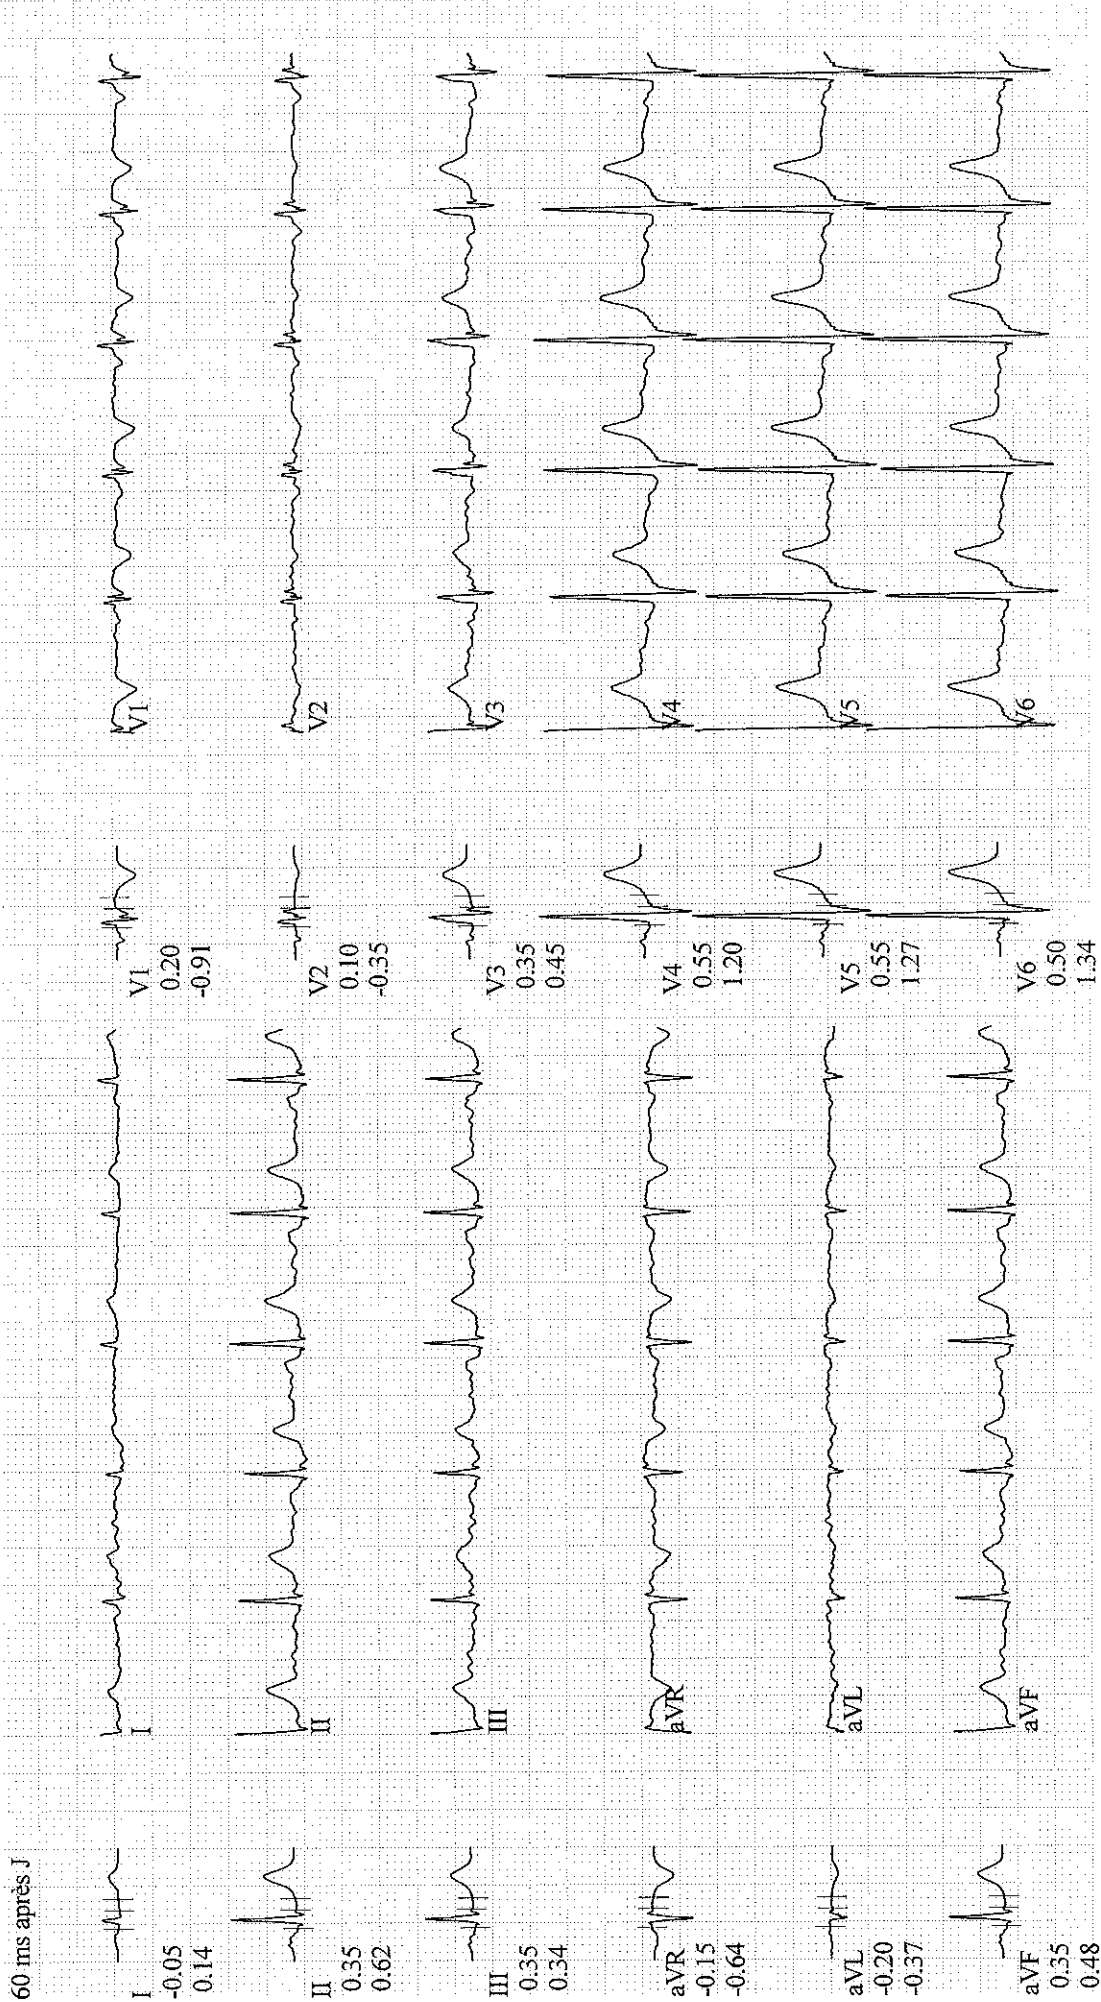 60 ms après J
I
-0.05
0.14
II
0.35
0.62
III
0.35
0.34
aVR
-0.15
-0.64
aVL
-0.20
-0.37
aVF
0.35
0.48
I
II
III
aVR
aVL
aVF
V1
0.20
-0.91
V2
0.10
-0.35
V3
0.35
0.45
V4
0.55
1.20
V5
0.55
1.27
V6
0.50
1.34
V1
V2
V3
V4
V5
V6